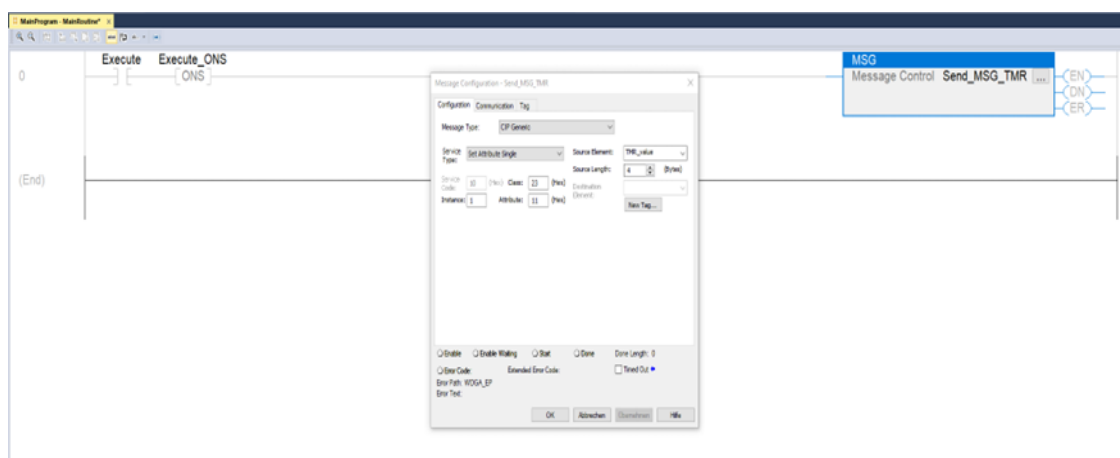 MainProgram - MainRoutine*
Execute Execute_ONS
MSG
0
ONS
Message Control Send_MSG_TMR ...
EN
DN
ER
Message Configuration - Send_MSG_TMR
Configuration Communication Tag
Message Type: CIP Generic
Service Type: Set Attribute Single
Source Element: TMR_value
Source Length: 4 (Bytes)
Service Code: 10 (Hex) Class: 23 (Hex)
Destination Element:
Instance: 1 Attribute: 11 (Hex)
New Tag...
(End)
Enable Enable Waiting Start Done Done Length: 0
Error Code: Extended Error Code: Timed Out
Error Path: WDGA_EP
Error Text:
OK Abbrechen Übernehmen Hilfe